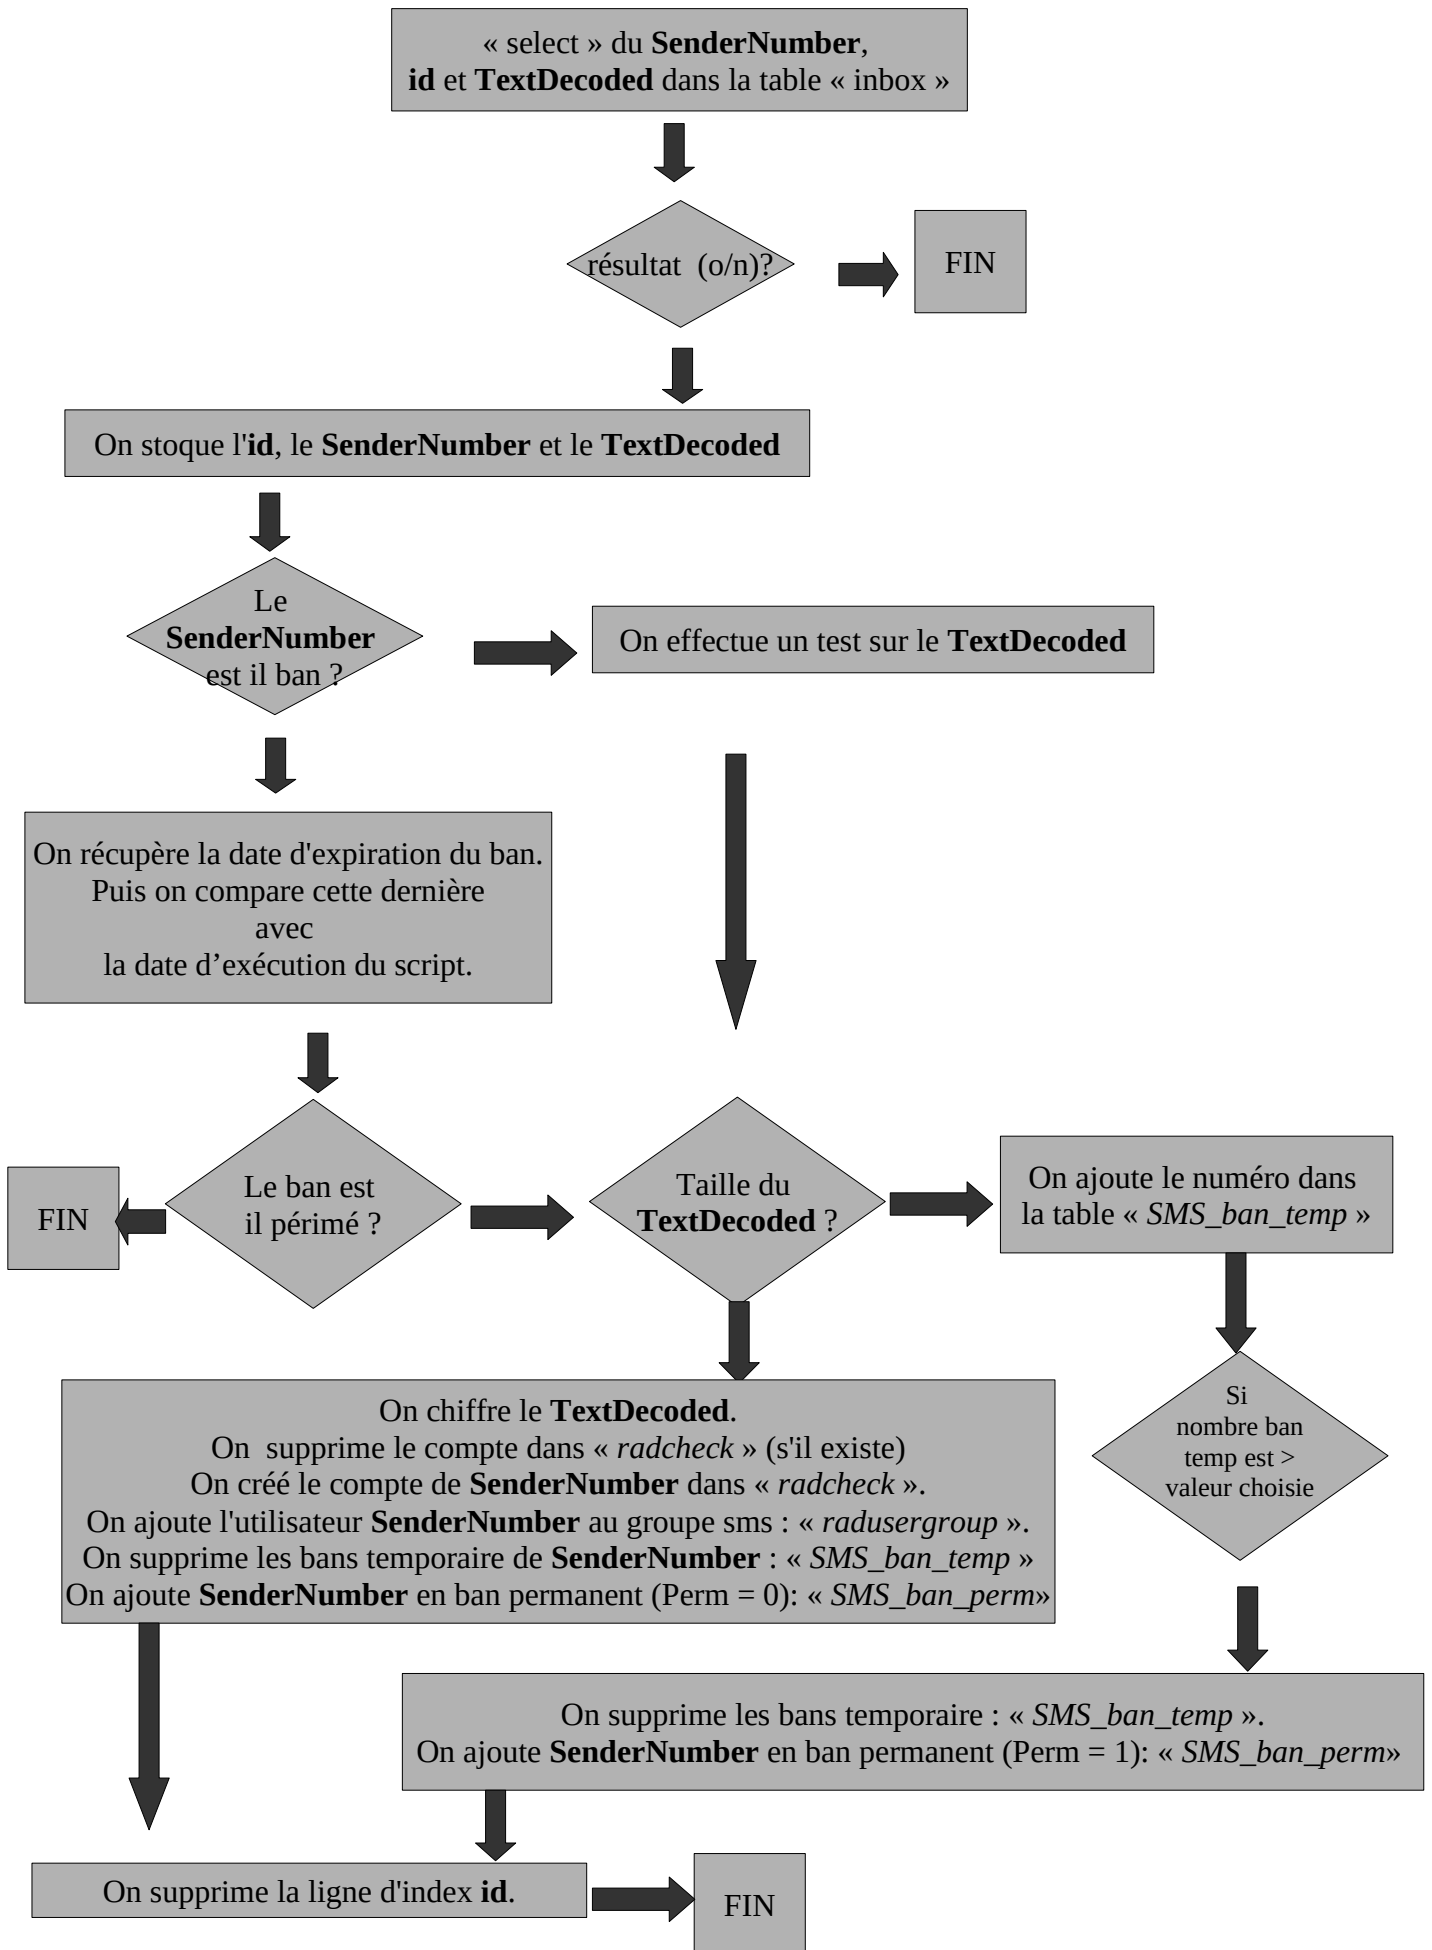 « select » du SenderNumber,
id et TextDecoded dans la table « inbox »
résultat (o/n)?
FIN
On stoque l'id, le SenderNumber et le TextDecoded
Le
SenderNumber
est il ban ?
On effectue un test sur le TextDecoded
On récupère la date d'expiration du ban.
Puis on compare cette dernière
avec
la date d’exécution du script.
FIN
Le ban est
il périmé ?
Taille du
TextDecoded ?
On ajoute le numéro dans
la table « SMS_ban_temp »
Si
nombre ban
temp est >
valeur choisie
On chiffre le TextDecoded.
On supprime le compte dans « radcheck » (s'il existe)
On créé le compte de SenderNumber dans « radcheck ».
On ajoute l'utilisateur SenderNumber au groupe sms : « radusergroup ».
On supprime les bans temporaire de SenderNumber : « SMS_ban_temp »
On ajoute SenderNumber en ban permanent (Perm = 0): « SMS_ban_perm»
On supprime les bans temporaire : « SMS_ban_temp ».
On ajoute SenderNumber en ban permanent (Perm = 1): « SMS_ban_perm»
On supprime la ligne d'index id.
FIN